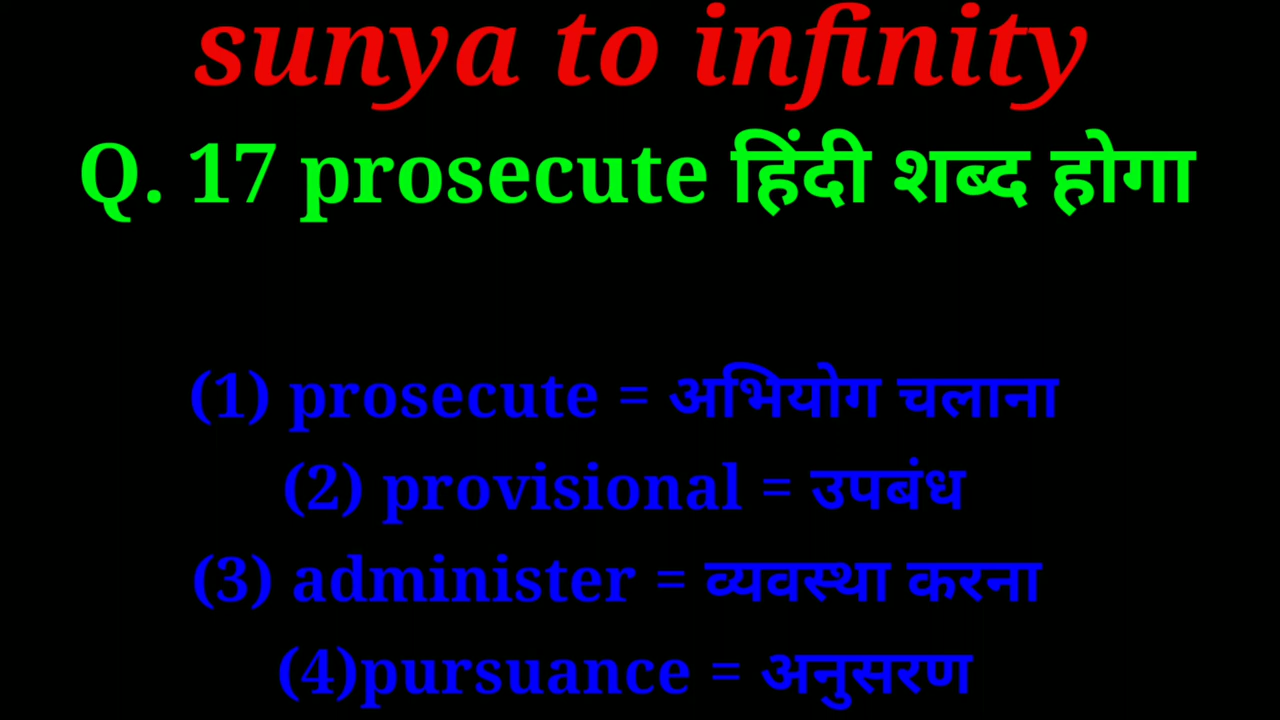 sunya to infinity
Q. 17 prosecute हिंदी शब्द होगा
(1) prosecute = अभियोग चलाना
(2) provisional = उपबंध
(3) administer = व्यवस्था करना
(4)pursuance = अनुसरण